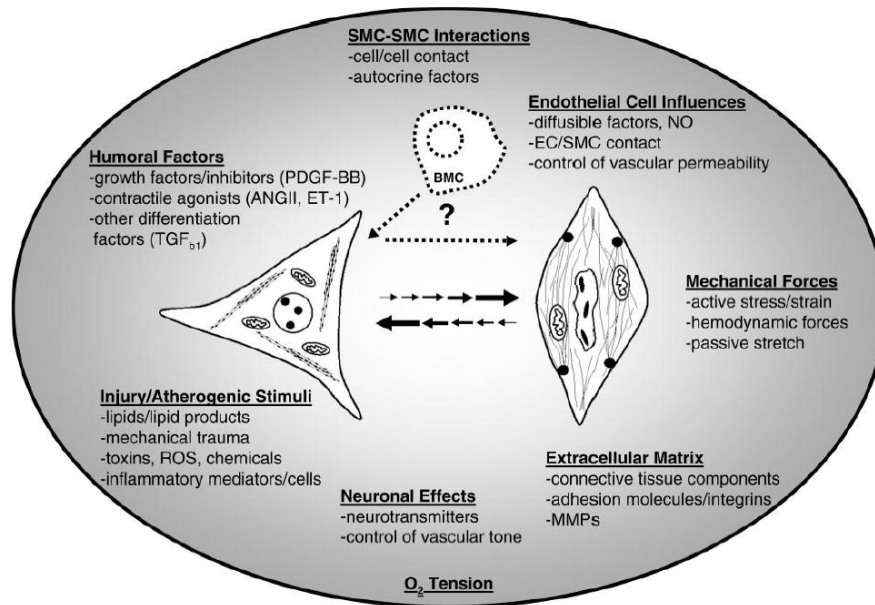 SMC-SMC Interactions
-cell/cell contact
-autocrine factors
Endothelial Cell Influences
-diffusible factors, NO
-EC/SMC contact
-control of vascular permeability
Humoral Factors
-growth factors/inhibitors (PDGF-BB)
-contractile agonists (ANGII, ET-1)
-other differentiation
factors (TGFb1)
BMC
?
Mechanical Forces
-active stress/strain
-hemodynamic forces
-passive stretch
Injury/Atherogenic Stimuli
-lipids/lipid products
-mechanical trauma
-toxins, ROS, chemicals
-inflammatory mediators/cells
Extracellular Matrix
-connective tissue components
-adhesion molecules/integrins
-MMPs
Neuronal Effects
-neurotransmitters
-control of vascular tone
O2 Tension